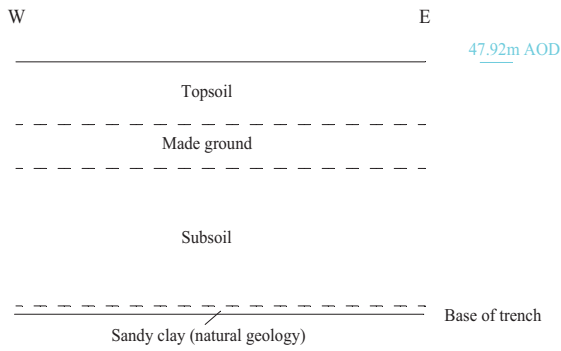 W
E
47.92m AOD
Topsoil
Made ground
Subsoil
Base of trench
Sandy clay (natural geology)